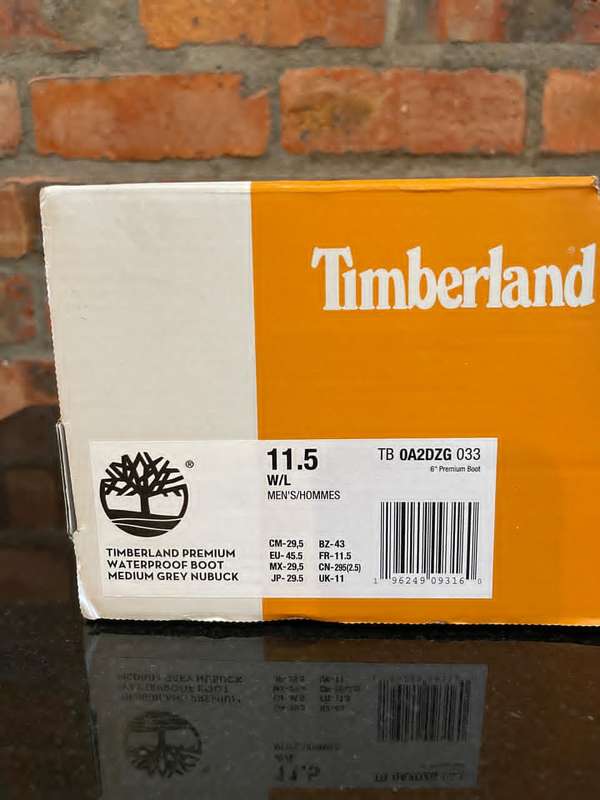 Timberland®
®
TIMBERLAND PREMIUM
WATERPROOF BOOT
MEDIUM GREY NUBUCK
11.5
W/L
MEN'S/HOMMES
CM-29,5 BZ-43
EU-45.5 FR-11.5
MX-29,5 CN-295(2.5)
JP-29.5 UK-11
TB 0A2DZG 033
6" Premium Boot
1 96249 09316 0